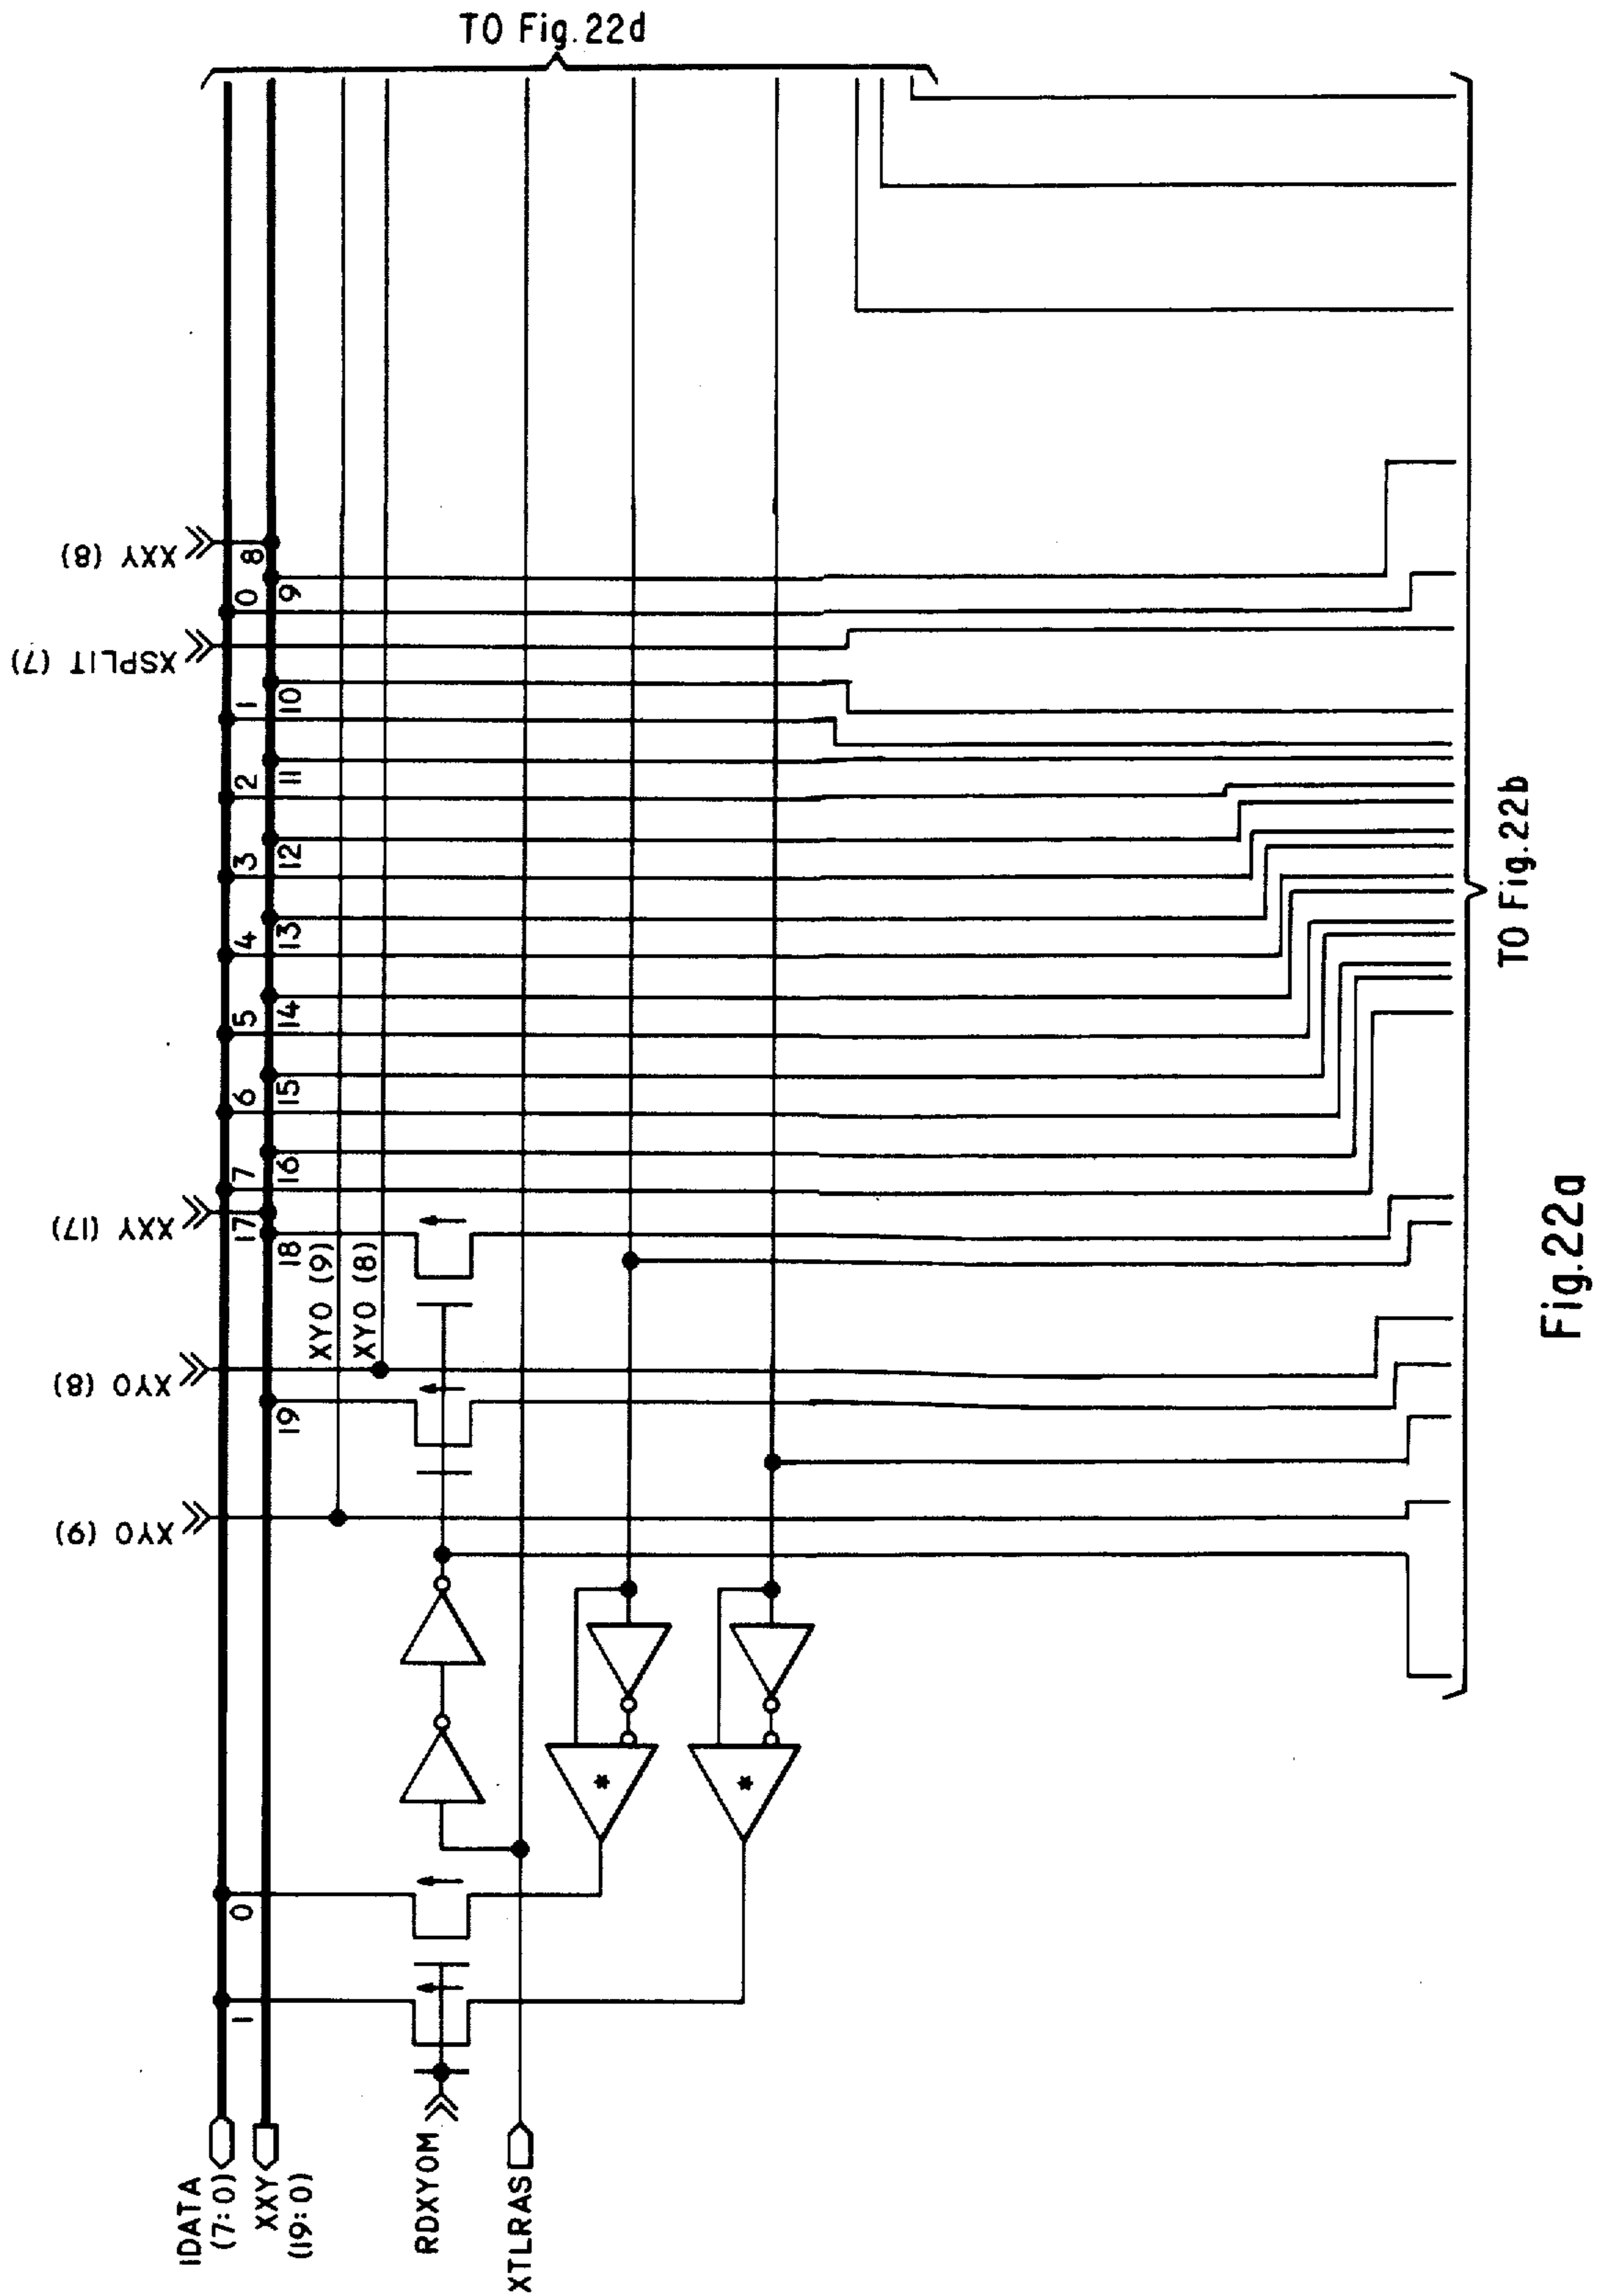 TO Fig.22d
XXY (8)
XSPLIT (7)
XXY (17)
XYO (8)
XYO (9)
0
8
9
1
10
2
11
3
12
4
13
5
14
6
15
7
16
17
18
XYO (9)
XYO (8)
19
0
1
*
*
IDATA
(7:0)
XXY
(19:0)
RDXYOM
XTLRAS
TO Fig.22b
Fig.22a